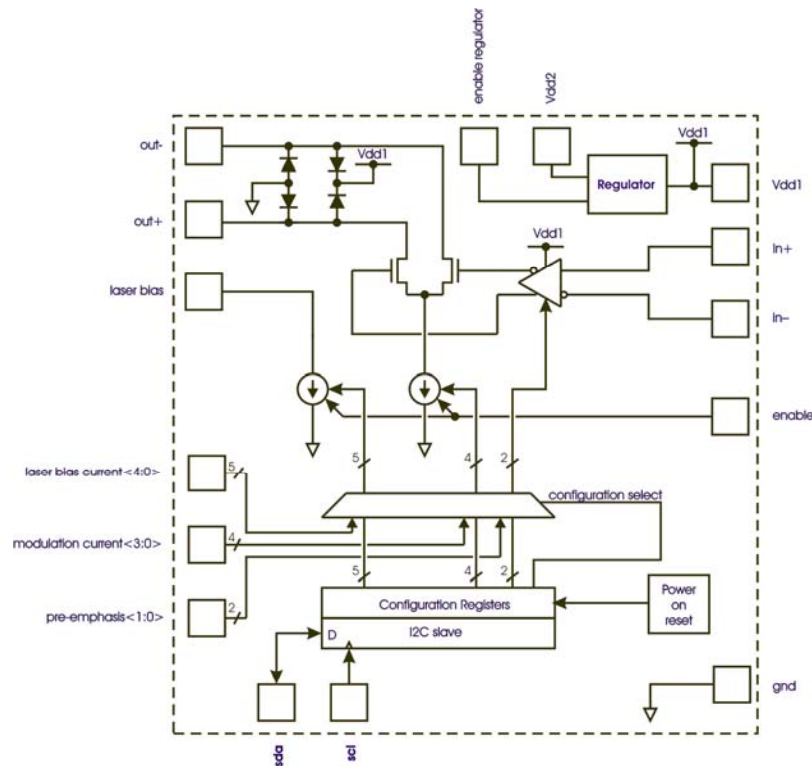 enable regulator
Vdd2
out-
Vdd1
Vdd1
Regulator
Vdd1
out+
Vdd1
In+
laser bias
In–
enable
5
4
2
laser bias current<4:0>
5
configuration select
modulation current<3:0>
4
5
4
2
pre-emphasis<1:0>
2
Configuration Registers
Power
on
reset
D
I2C slave
gnd
sda
scl